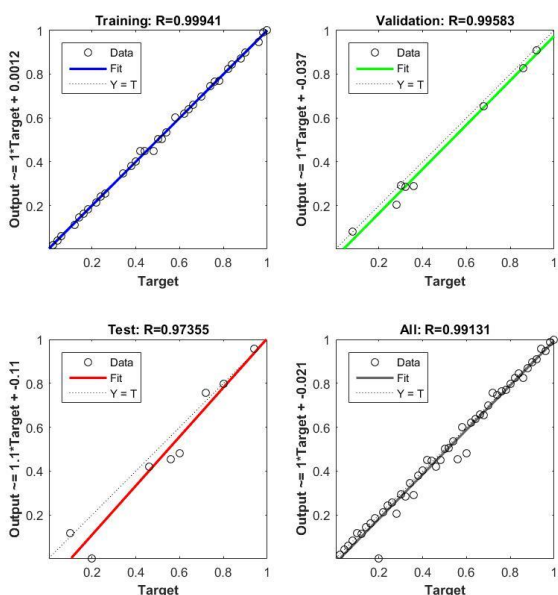 Training: R=0.99941
Output ~= 1*Target + 0.0012
1
0.8
0.6
0.4
0.2
Data
Fit
Y = T
0.2 0.4 0.6 0.8 1
Target
Validation: R=0.99583
Output ~= 1*Target + -0.037
1
0.8
0.6
0.4
0.2
Data
Fit
Y = T
0.2 0.4 0.6 0.8 1
Target
Test: R=0.97355
Output ~= 1.1*Target + -0.11
1
0.8
0.6
0.4
0.2
Data
Fit
Y = T
0.2 0.4 0.6 0.8 1
Target
All: R=0.99131
Output ~= 1*Target + -0.021
1
0.8
0.6
0.4
0.2
Data
Fit
Y = T
0.2 0.4 0.6 0.8 1
Target